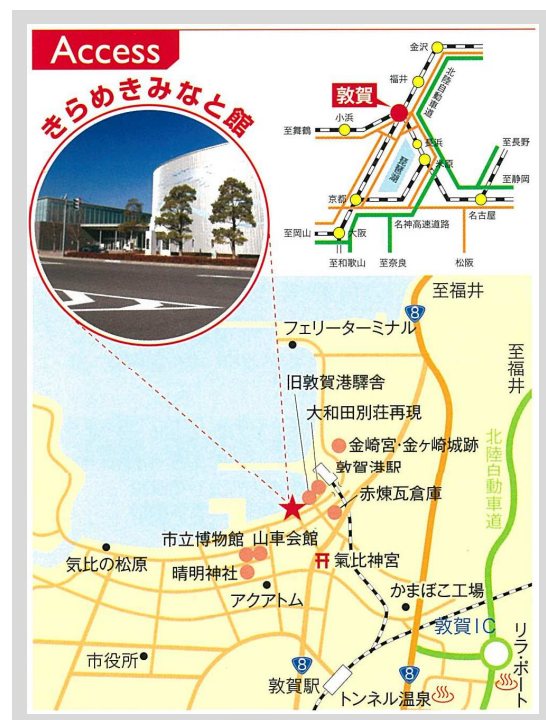 Access
きらめきみなと館
金沢
福井
北陸自動車道
敦賀
小浜
至舞鶴
長浜
米原
琵琶湖
至長野
至静岡
京都
名古屋
名神高速道路
至岡山
大阪
至和歌山
至奈良
松阪
至福井
8
フェリーターミナル
至福井
旧敦賀港驛舎
大和田別荘再現
金崎宮・金ヶ崎城跡
敦賀港駅
北陸自動車道
赤煉瓦倉庫
市立博物館
山車会館
気比の松原
氣比神宮
晴明神社
アクアトム
かまぼこ工場
敦賀IC
リラ・ポート
市役所
8
8
敦賀駅
トンネル温泉